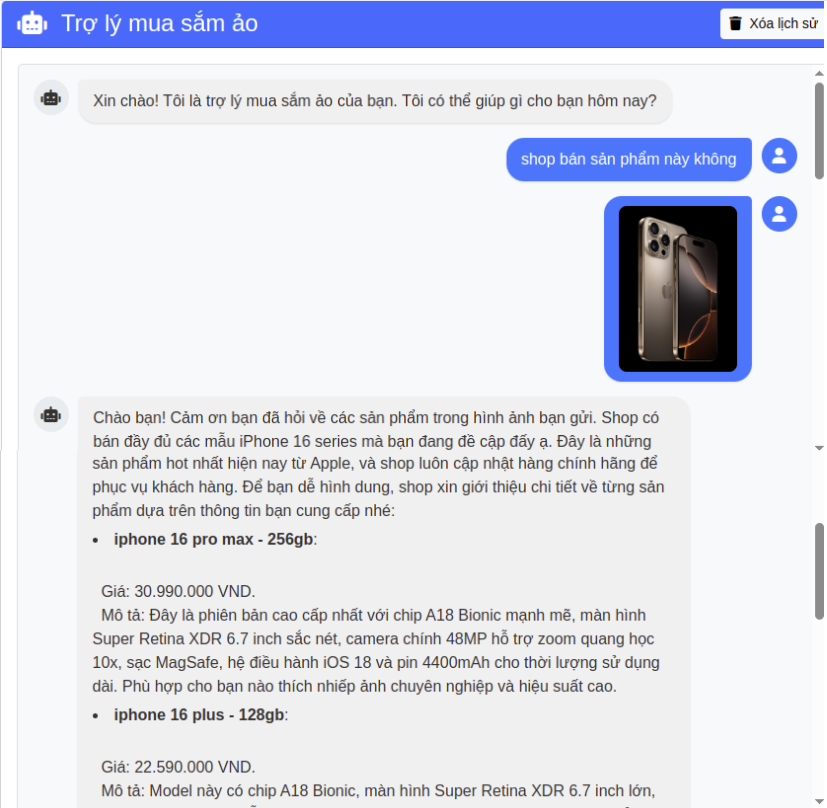 Trợ lý mua sắm ảo
Xóa lịch sử
Xin chào! Tôi là trợ lý mua sắm ảo của bạn. Tôi có thể giúp gì cho bạn hôm nay?
shop bán sản phẩm này không
Chào bạn! Cảm ơn bạn đã hỏi về các sản phẩm trong hình ảnh bạn gửi. Shop có
bán đầy đủ các mẫu iPhone 16 series mà bạn đang đề cập đấy ạ. Đây là những
sản phẩm hot nhất hiện nay từ Apple, và shop luôn cập nhật hàng chính hãng để
phục vụ khách hàng. Để bạn dễ hình dung, shop xin giới thiệu chi tiết về từng sản
phẩm dựa trên thông tin bạn cung cấp nhé:
• iphone 16 pro max - 256gb:
Giá: 30.990.000 VND.
Mô tả: Đây là phiên bản cao cấp nhất với chip A18 Bionic mạnh mẽ, màn hình
Super Retina XDR 6.7 inch sắc nét, camera chính 48MP hỗ trợ zoom quang học
10x, sạc MagSafe, hệ điều hành iOS 18 và pin 4400mAh cho thời lượng sử dụng
dài. Phù hợp cho bạn nào thích nhiếp ảnh chuyên nghiệp và hiệu suất cao.
• iphone 16 plus - 128gb:
Giá: 22.590.000 VND.
Mô tả: Model này có chip A18 Bionic, màn hình Super Retina XDR 6.7 inch lớn,